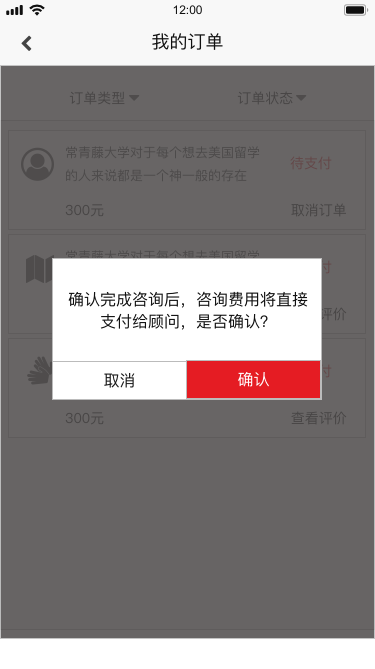 12:00
我的订单
订单类型
订单状态
常青藤大学对于每个想去美国留学
的人来说都是一个神一般的存在
待支付
300元
取消订单
常青藤大学对于每个想去美国留学
付
评价
确认完成咨询后，咨询费用将直接
支付给顾问，是否确认?
取消
确认
付
300元
查看评价